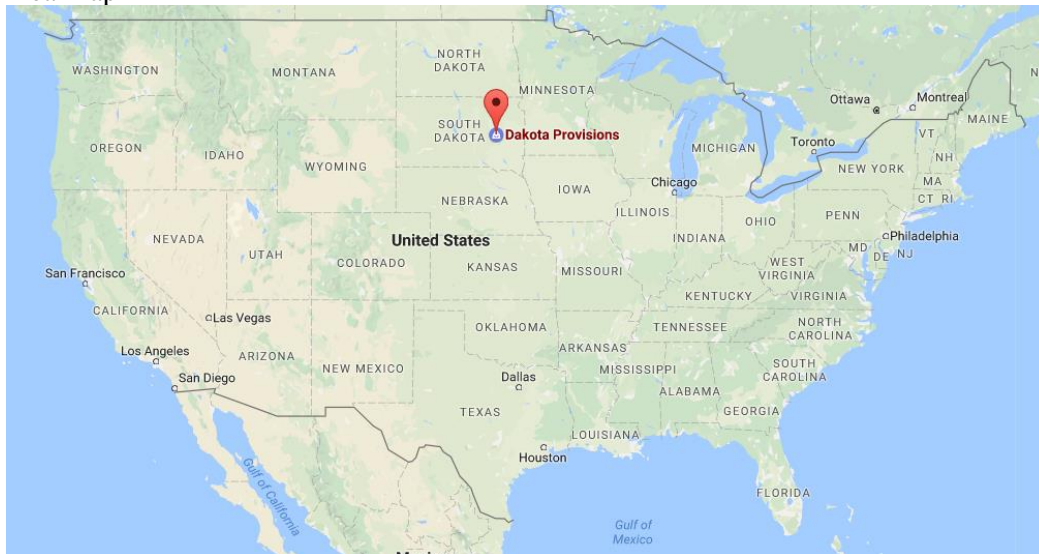 WASHINGTON
MONTANA
NORTH
DAKOTA
MINNESOTA
Ottawa
Montreal
MAINE
SOUTH
DAKOTA
Dakota Provisions
OREGON
IDAHO
WYOMING
MICHIGAN
Toronto
VT
NH
NEW YORK
MA
CT RI
IOWA
Chicago
NEBRASKA
ILLINOIS
OHIO
PENN
NEVADA
UTAH
United States
INDIANA
Philadelphia
MD
DE
NJ
COLORADO
KANSAS
MISSOURI
WEST
VIRGINIA
San Francisco
KENTUCKY
VIRGINIA
CALIFORNIA
Las Vegas
OKLAHOMA
TENNESSEE
NORTH
CAROLINA
Los Angeles
ARIZONA
NEW MEXICO
ARKANSAS
MISSISSIPPI
SOUTH
CAROLINA
San Diego
Dallas
ALABAMA
TEXAS
GEORGIA
LOUISIANA
Houston
Gulf of California
FLORIDA
Gulf of
Mexico